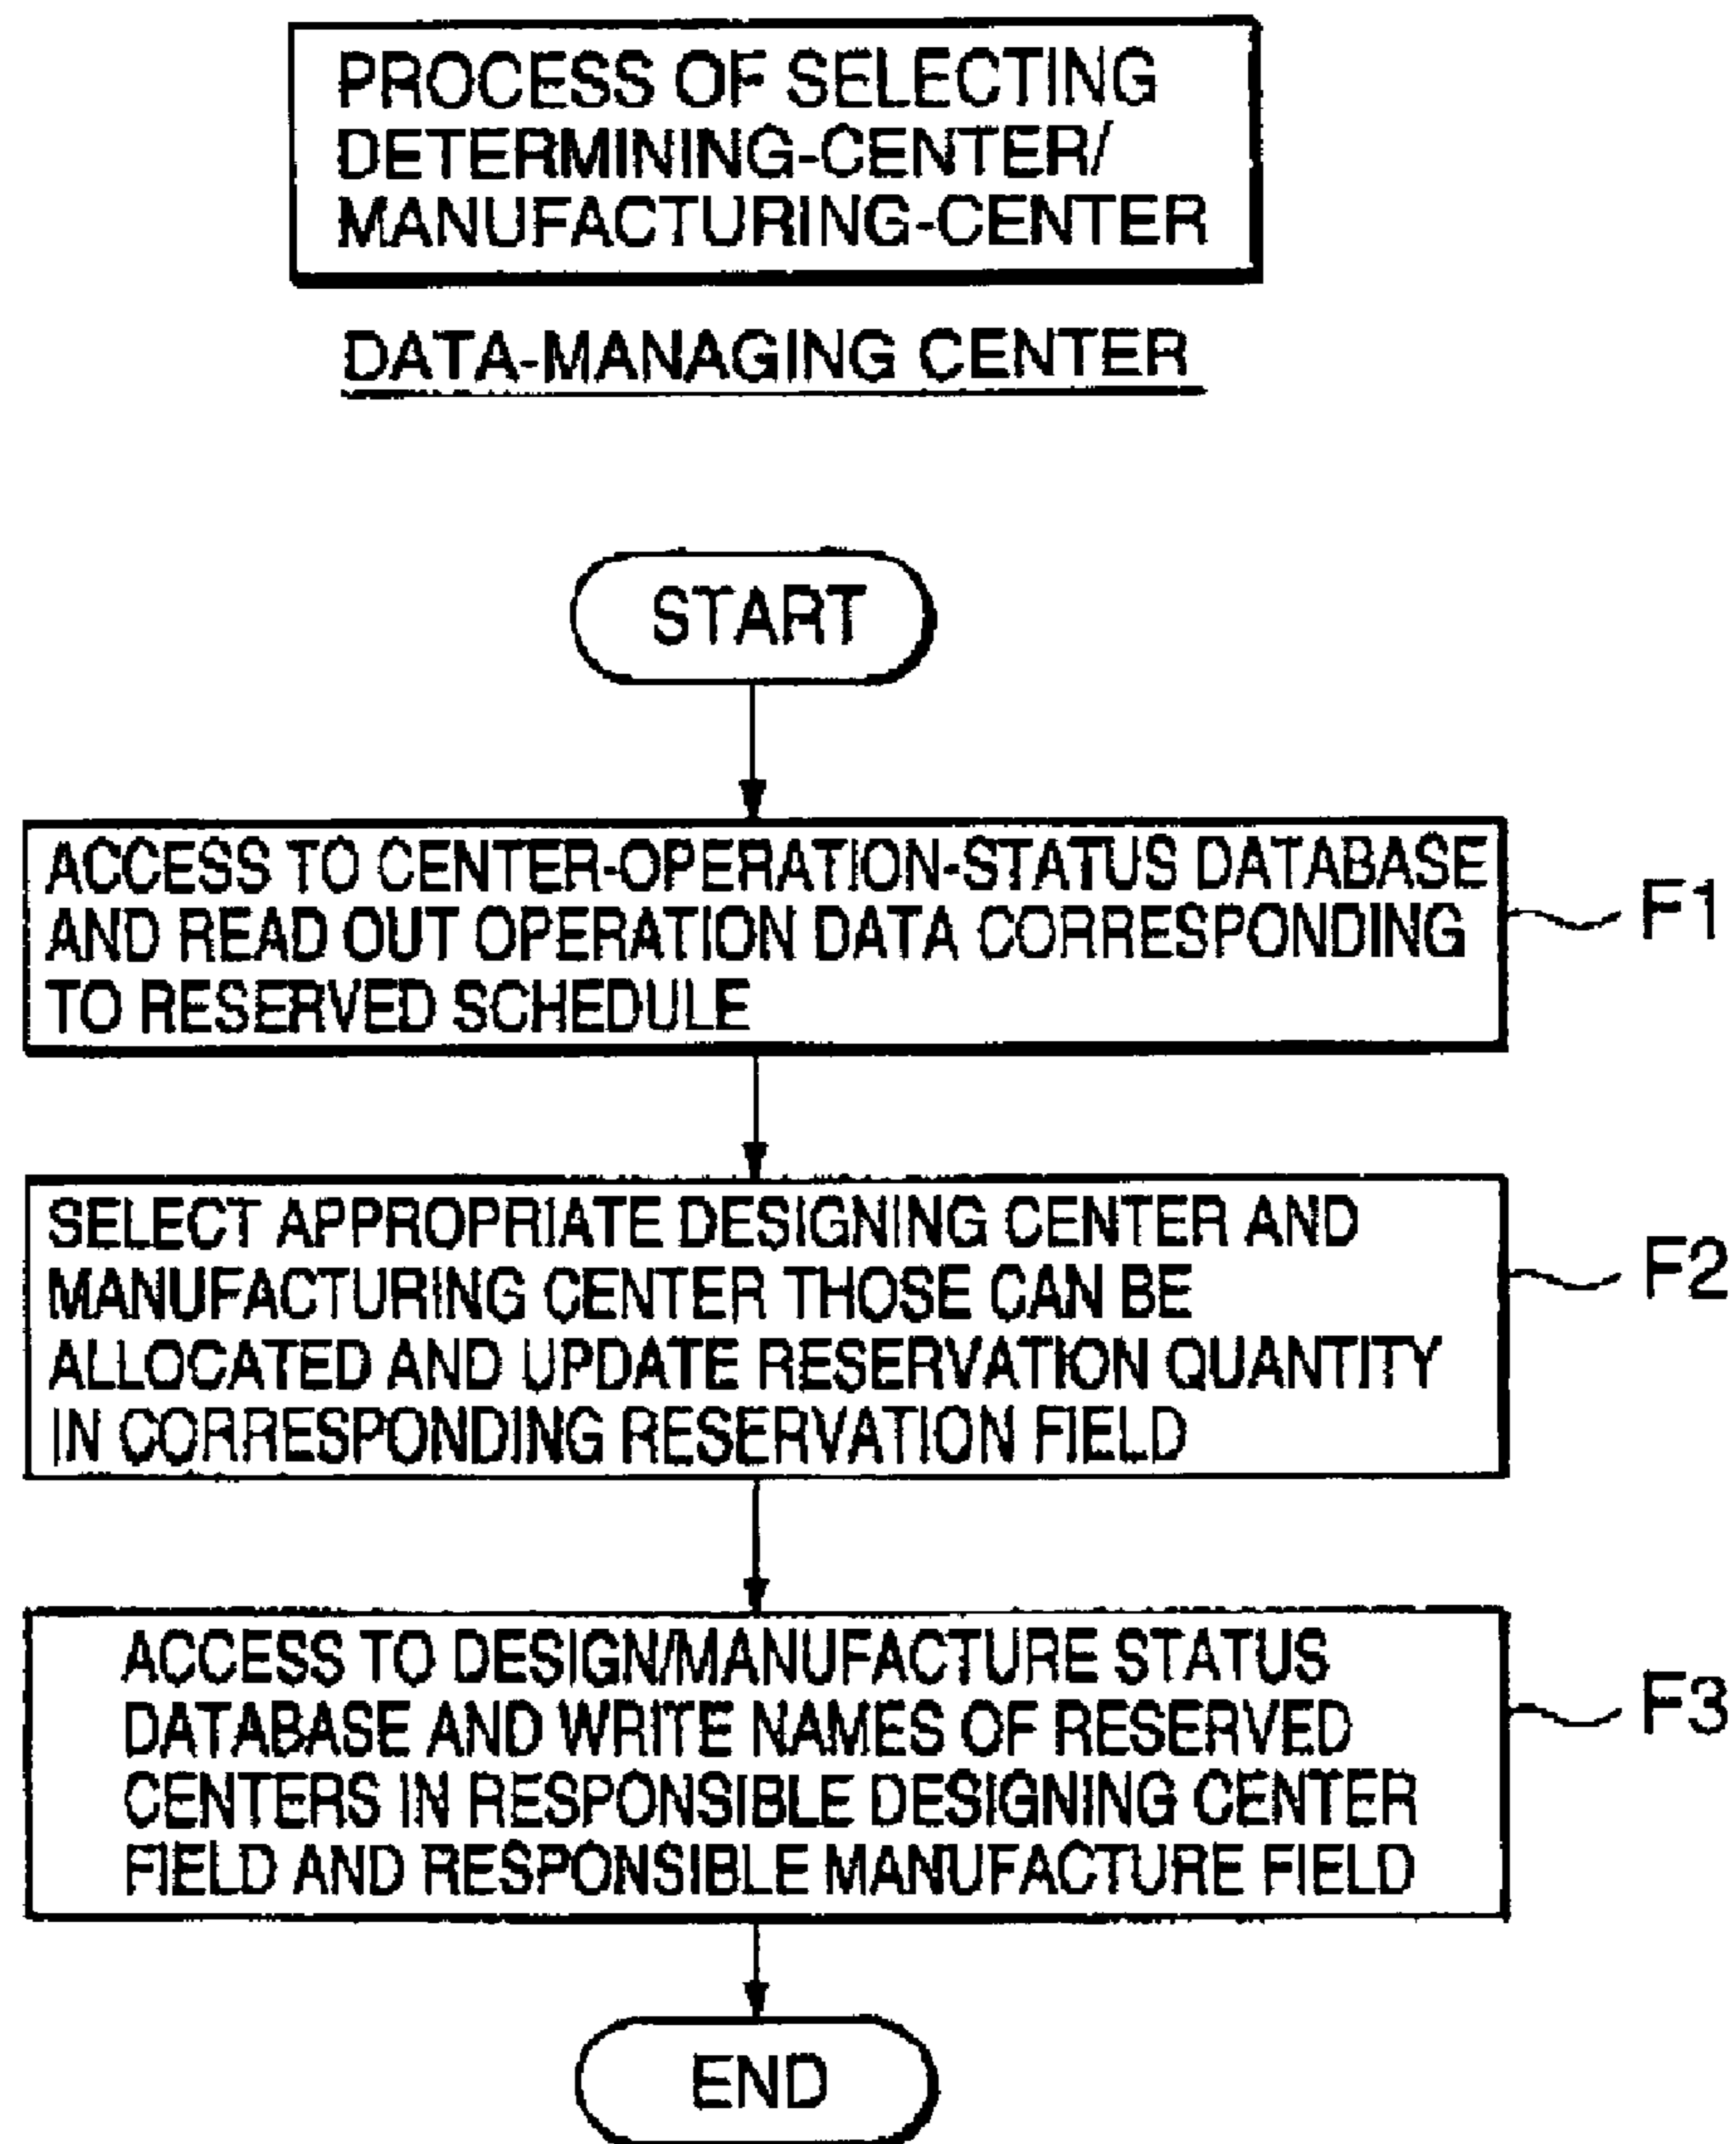 PROCESS OF SELECTING
DETERMINING-CENTER/
MANUFACTURING-CENTER
DATA-MANAGING CENTER
START
ACCESS TO CENTER-OPERATION-STATUS DATABASE
AND READ OUT OPERATION DATA CORRESPONDING
TO RESERVED SCHEDULE
F1
SELECT APPROPRIATE DESIGNING CENTER AND
MANUFACTURING CENTER THOSE CAN BE
ALLOCATED AND UPDATE RESERVATION QUANTITY
IN CORRESPONDING RESERVATION FIELD
F2
ACCESS TO DESIGN/MANUFACTURE STATUS
DATABASE AND WRITE NAMES OF RESERVED
CENTERS IN RESPONSIBLE DESIGNING CENTER
FIELD AND RESPONSIBLE MANUFACTURE FIELD
F3
END